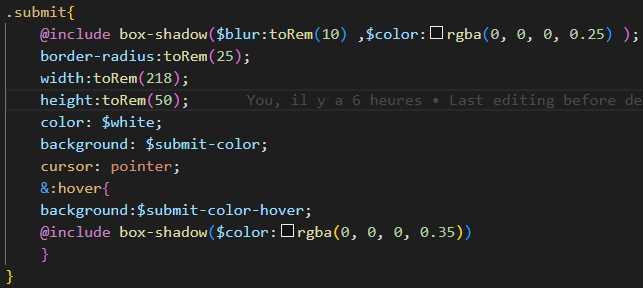 .submit{
@include box-shadow($blur:toRem(10) ,$color:rgba(0, 0, 0, 0.25) );
border-radius:toRem(25);
width:toRem(218);
height:toRem(50); You, il y a 6 heures • Last editing before de
color: $white;
background: $submit-color;
cursor: pointer;
&:hover{
background:$submit-color-hover;
@include box-shadow($color:rgba(0, 0, 0, 0.35))
}
}